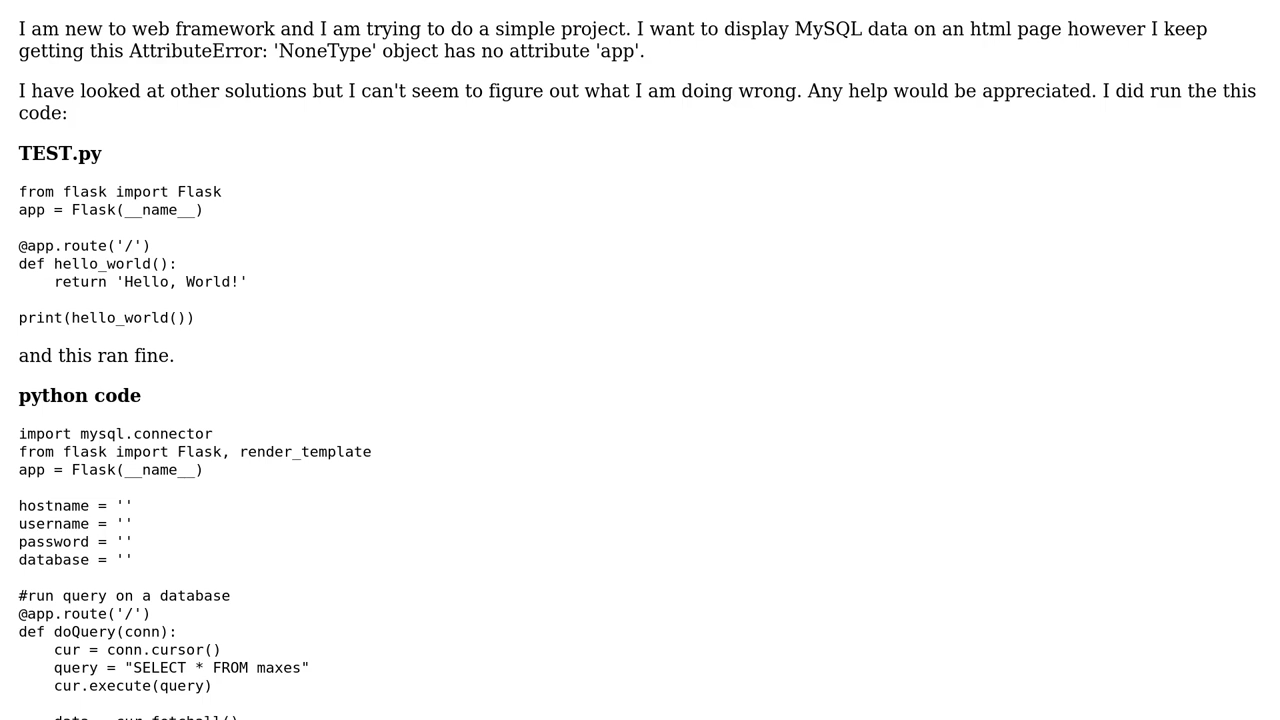 I am new to web framework and I am trying to do a simple project. I want to display MySQL data on an html page however I keep
getting this AttributeError: 'NoneType' object has no attribute 'app'.
I have looked at other solutions but I can't seem to figure out what I am doing wrong. Any help would be appreciated. I did run the this
code:
TEST.py
from flask import Flask
app = Flask(__name__)
@app.route('/')
def hello_world():
    return 'Hello, World!'
print(hello_world())
and this ran fine.
python code
import mysql.connector
from flask import Flask, render_template
app = Flask(__name__)
hostname = ''
username = ''
password = ''
database = ''
#run query on a database
@app.route('/')
def doQuery(conn):
    cur = conn.cursor()
    query = "SELECT * FROM maxes"
    cur.execute(query)
    data = cur.fetchall()